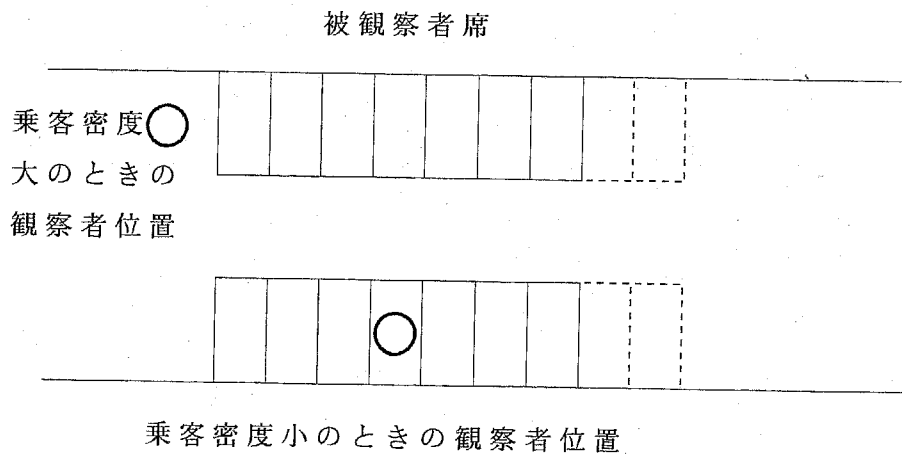 被観察者席
乗客密度
大のときの
観察者位置
乗客密度小のときの観察者位置